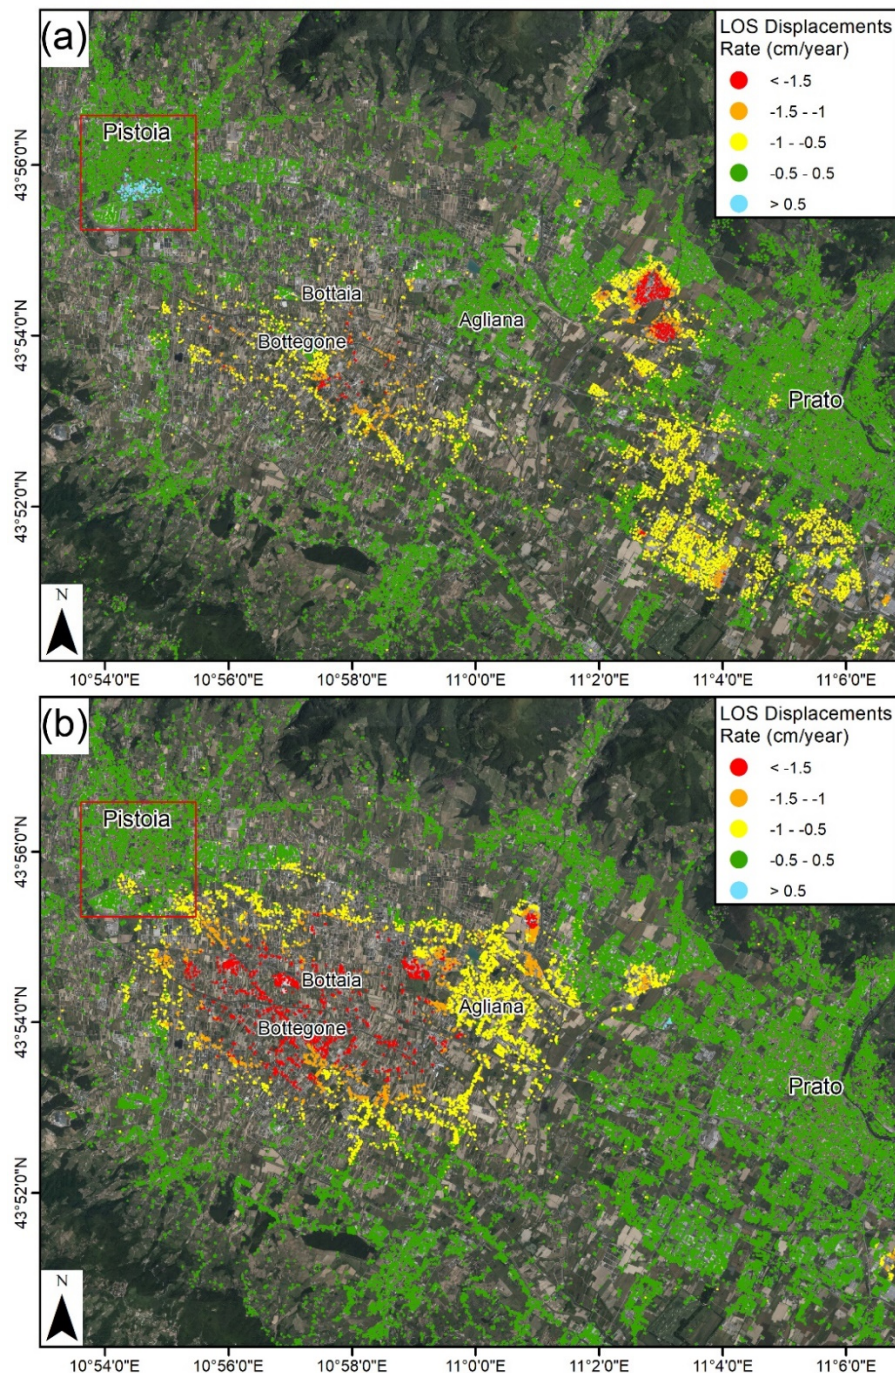 (a)
LOS Displacements
Rate (cm/year)
< -1.5
-1.5 - -1
-1 - -0.5
-0.5 - 0.5
> 0.5
Pistoia
Bottaia
Bottegone
Agliana
Prato
43°56'0"N
43°54'0"N
43°52'0"N
N
10°54'0"E 10°56'0"E 10°58'0"E 11°0'0"E 11°2'0"E 11°4'0"E 11°6'0"E
(b)
LOS Displacements
Rate (cm/year)
< -1.5
-1.5 - -1
-1 - -0.5
-0.5 - 0.5
> 0.5
Pistoia
Bottaia
Bottegone
Agliana
Prato
43°56'0"N
43°54'0"N
43°52'0"N
N
10°54'0"E 10°56'0"E 10°58'0"E 11°0'0"E 11°2'0"E 11°4'0"E 11°6'0"E